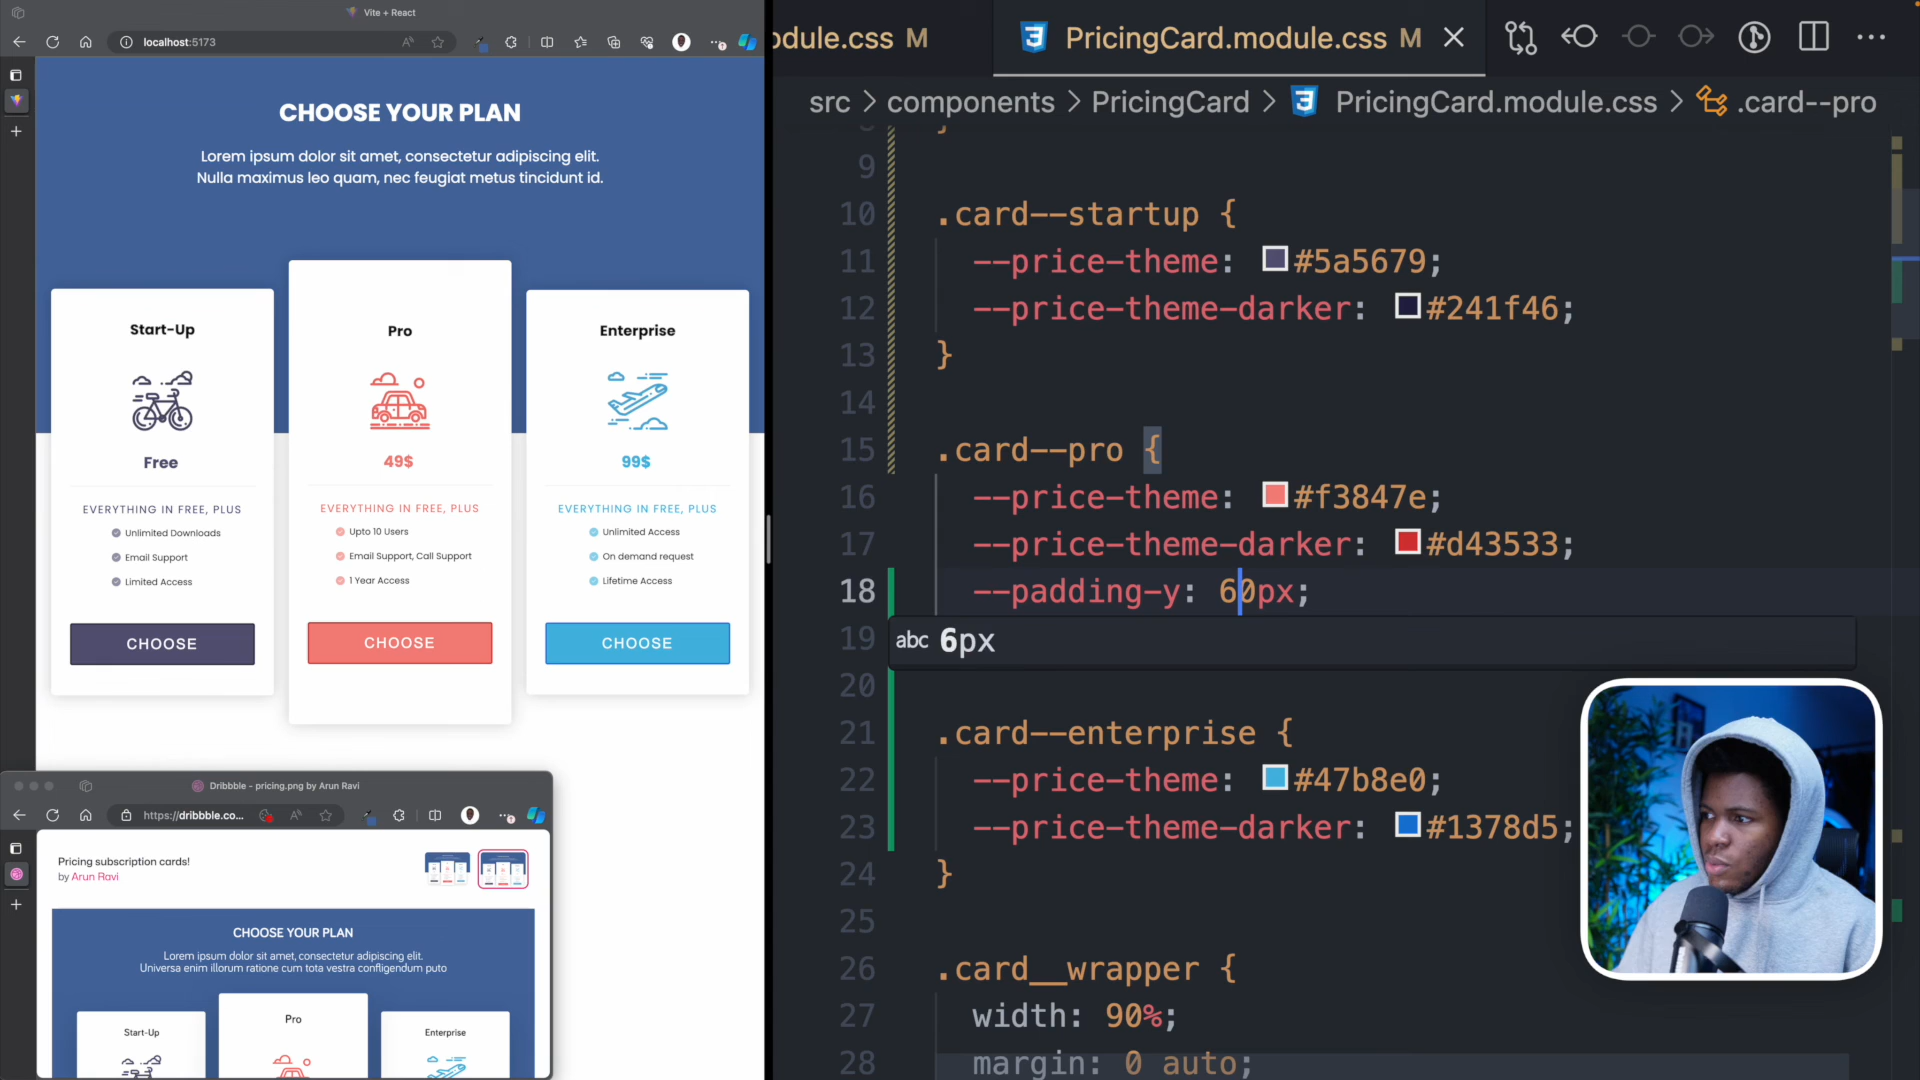 Vite + React
localhost:5173
CHOOSE YOUR PLAN
Lorem ipsum dolor sit amet, consectetur adipiscing elit.
Nulla maximus leo quam, nec feugiat metus tincidunt id.
Start-Up
Free
EVERYTHING IN FREE, PLUS
Unlimited Downloads
Email Support
Limited Access
CHOOSE
Pro
49$
EVERYTHING IN FREE, PLUS
Upto 10 Users
Email Support, Call Support
1 Year Access
CHOOSE
Enterprise
99$
EVERYTHING IN FREE, PLUS
Unlimited Access
On demand request
Lifetime Access
CHOOSE
Dribbble - pricing.png by Arun Ravi
https://dribbble.co...
Pricing subscription cards!
by Arun Ravi
CHOOSE YOUR PLAN
Lorem ipsum dolor sit amet, consectetur adipiscing elit.
Universa enim illorum ratione cum tota vestra confligendum puto
Start-Up
Pro
Enterprise
odule.css M
PricingCard.module.css M
src > components > PricingCard > PricingCard.module.css > .card--pro
9
10 .card--startup {
11 --price-theme: #5a5679;
12 --price-theme-darker: #241f46;
13 }
14
15 .card--pro {
16 --price-theme: #f3847e;
17 --price-theme-darker: #d43533;
18 --padding-y: 60px;
19
abc 6px
20
21 .card--enterprise {
22 --price-theme: #47b8e0;
23 --price-theme-darker: #1378d5;
24 }
25
26 .card__wrapper {
27 width: 90%;
28 margin: 0 auto;